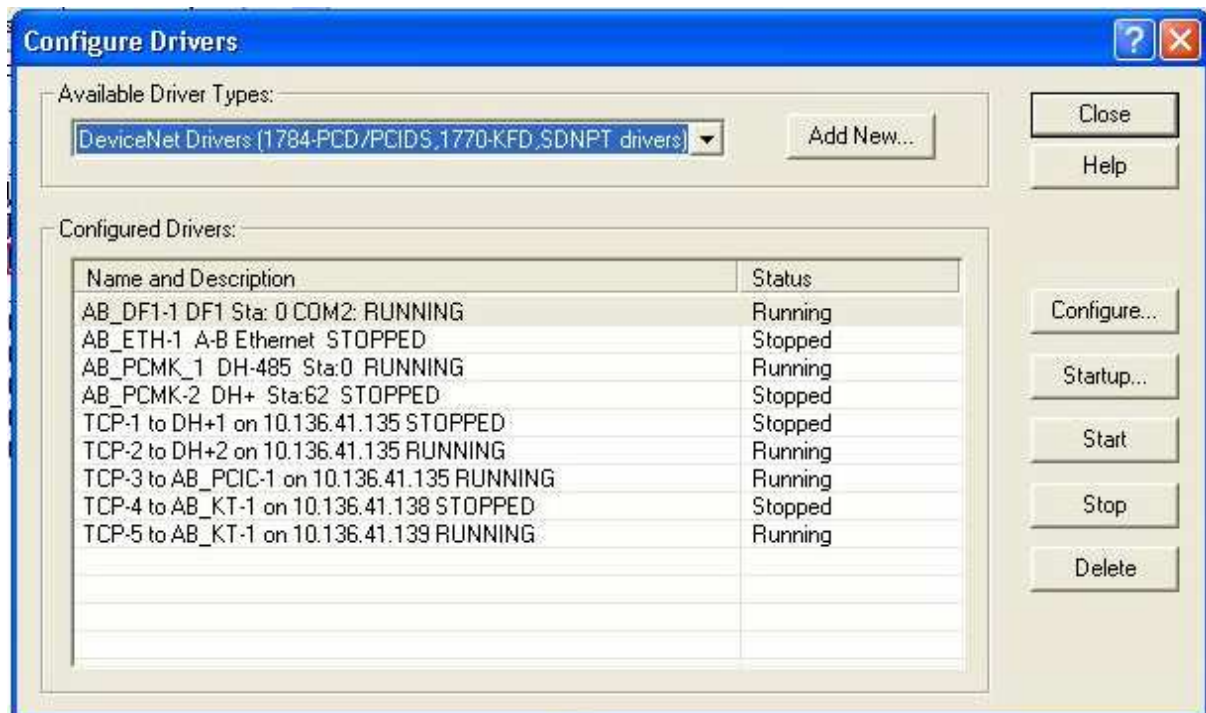 Configure Drivers
Available Driver Types:
DeviceNet Drivers (1784-PCD/PCIDS,1770-KFD,SDNPT drivers)
Add New...
Close
Help
Configured Drivers:
Name and Description Status
AB_DF1-1 DF1 Sta: 0 COM2: RUNNING Running
AB_ETH-1 A-B Ethernet STOPPED Stopped
AB_PCMK_1 DH-485 Sta:0 RUNNING Running
AB_PCMK-2 DH+ Sta:62 STOPPED Stopped
TCP-1 to DH+1 on 10.136.41.135 STOPPED Stopped
TCP-2 to DH+2 on 10.136.41.135 RUNNING Running
TCP-3 to AB_PCIC-1 on 10.136.41.135 RUNNING Running
TCP-4 to AB_KT-1 on 10.136.41.138 STOPPED Stopped
TCP-5 to AB_KT-1 on 10.136.41.139 RUNNING Running
Configure...
Startup...
Start
Stop
Delete